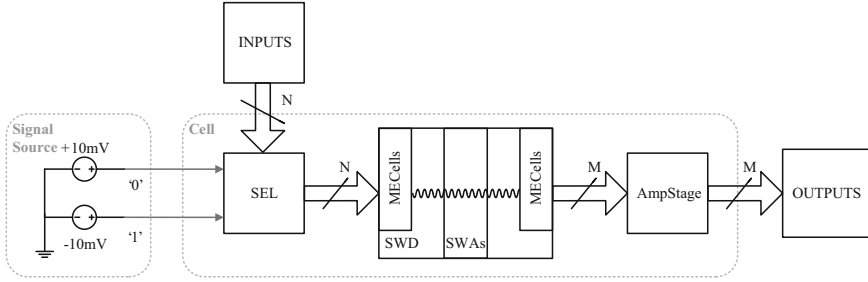 INPUTS
N
Signal
Source
+10mV
- +
'0'
- +
-10mV
'1'
Cell
SEL
N
MECells
SWD
SWAs
MECells
M
AmpStage
M
OUTPUTS